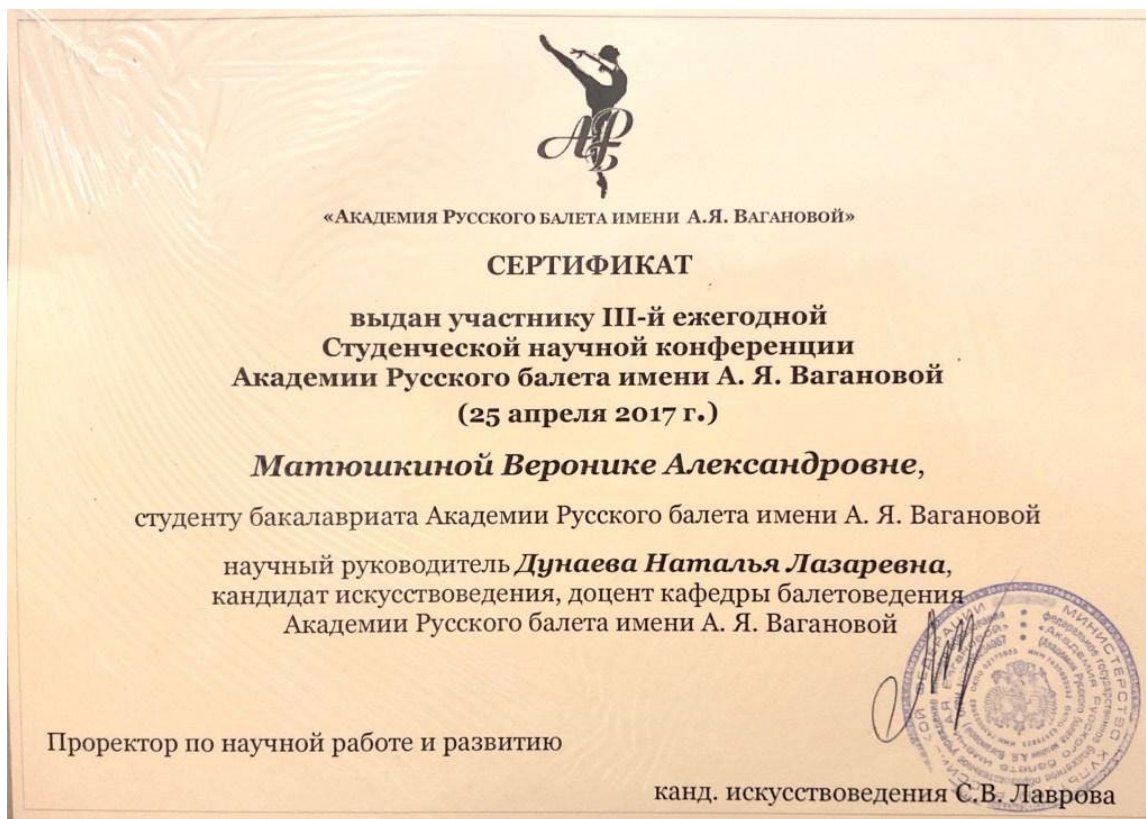 АРБ
«Академия Русского балета имени А.Я. Вагановой»
СЕРТИФИКАТ
выдан участнику III-й ежегодной
Студенческой научной конференции
Академии Русского балета имени А. Я. Вагановой
(25 апреля 2017 г.)
Матюшкиной Веронике Александровне,
студенту бакалавриата Академии Русского балета имени А. Я. Вагановой
научный руководитель Дунаева Наталья Лазаревна,
кандидат искусствоведения, доцент кафедры балетоведения
Академии Русского балета имени А. Я. Вагановой
Проректор по научной работе и развитию
канд. искусствоведения С.В. Лаврова